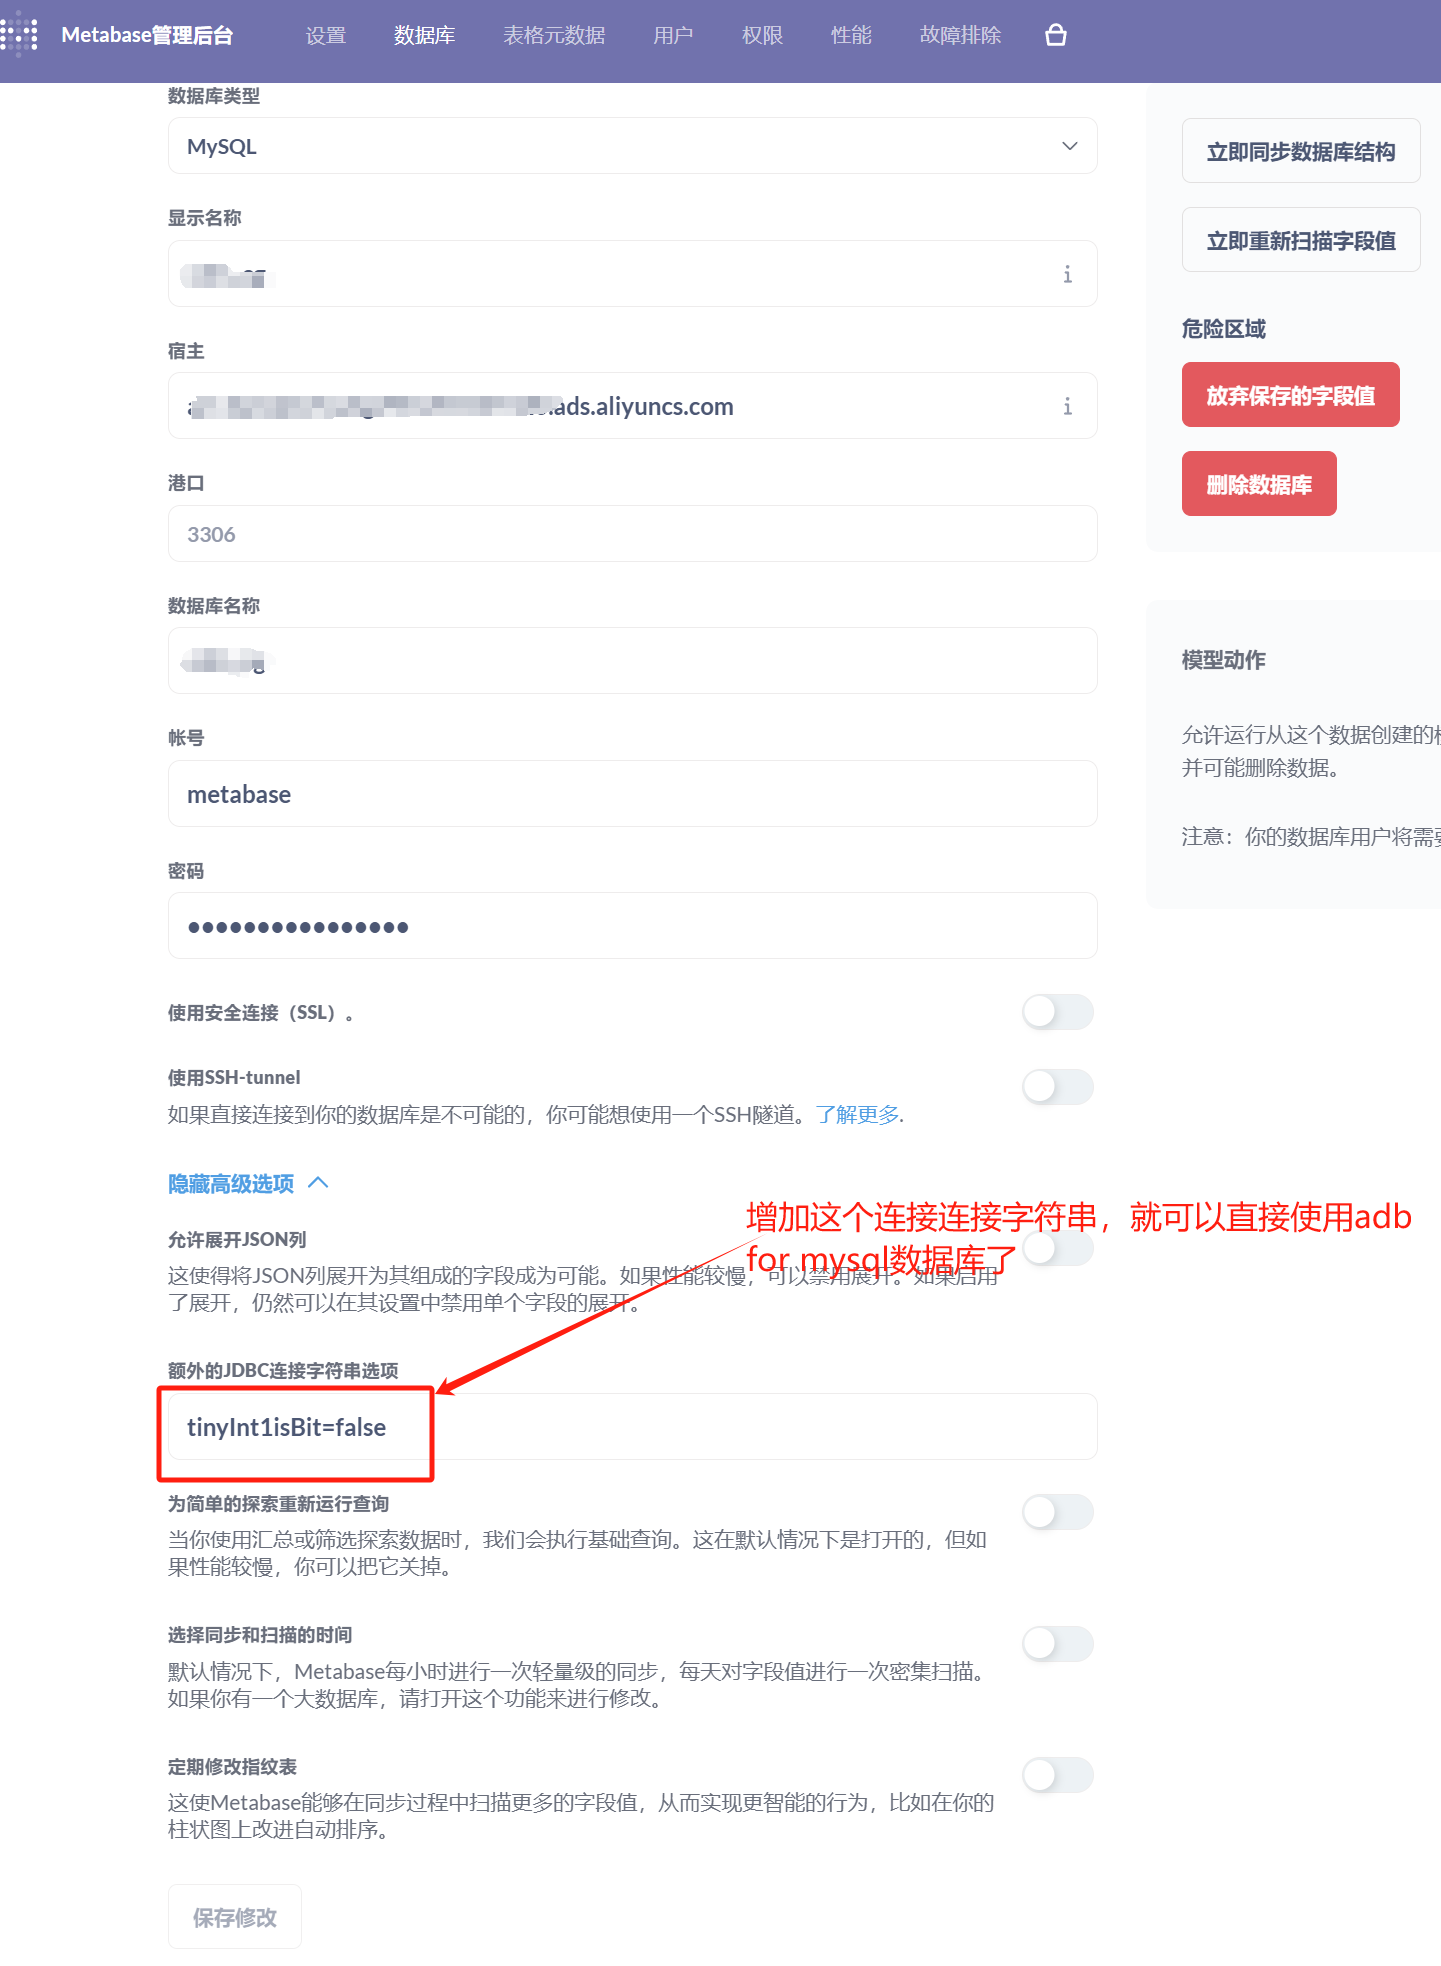 Metabase管理后台 设置 数据库 表格元数据 用户 权限 性能 故障排除
数据库类型
MySQL
显示名称
宿主
.ads.aliyuncs.com
港口
3306
数据库名称
帐号
metabase
密码
●●●●●●●●●●●●●●●●
使用安全连接（SSL）。
使用SSH-tunnel
如果直接连接到你的数据库是不可能的，你可能想使用一个SSH隧道。了解更多.
隐藏高级选项
增加这个连接连接字符串，就可以直接使用adb
for mysql数据库了
允许展开JSON列
这使得将JSON列展开为其组成的字段成为可能。如果性能较慢，可以禁用展开。如果启用
了展开，仍然可以在其设置中禁用单个字段的展开。
额外的JDBC连接字符串选项
tinyInt1isBit=false
为简单的探索重新运行查询
当你使用汇总或筛选探索数据时，我们会执行基础查询。这在默认情况下是打开的，但如
果性能较慢，你可以把它关掉。
选择同步和扫描的时间
默认情况下，Metabase每小时进行一次轻量级的同步，每天对字段值进行一次密集扫描。
如果你有一个大数据库，请打开这个功能来进行修改。
定期修改指纹表
这使Metabase能够在同步过程中扫描更多的字段值，从而实现更智能的行为，比如在你的
柱状图上改进自动排序。
保存修改
立即同步数据库结构
立即重新扫描字段值
危险区域
放弃保存的字段值
删除数据库
模型动作
允许运行从这个数据创建的
并可能删除数据。
注意：你的数据库用户将需